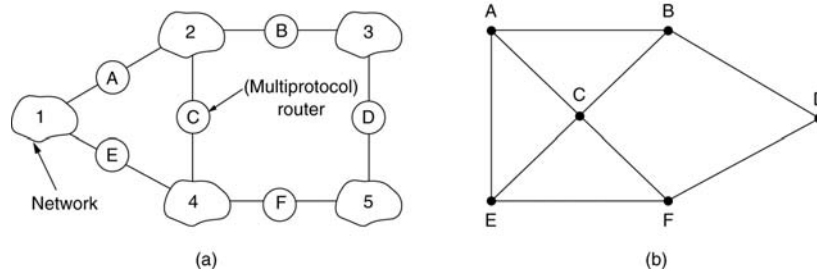 2
B
3
A
(Multiprotocol)
router
C
D
1
E
Network
4
F
5
(a)
A
B
C
D
E
F
(b)